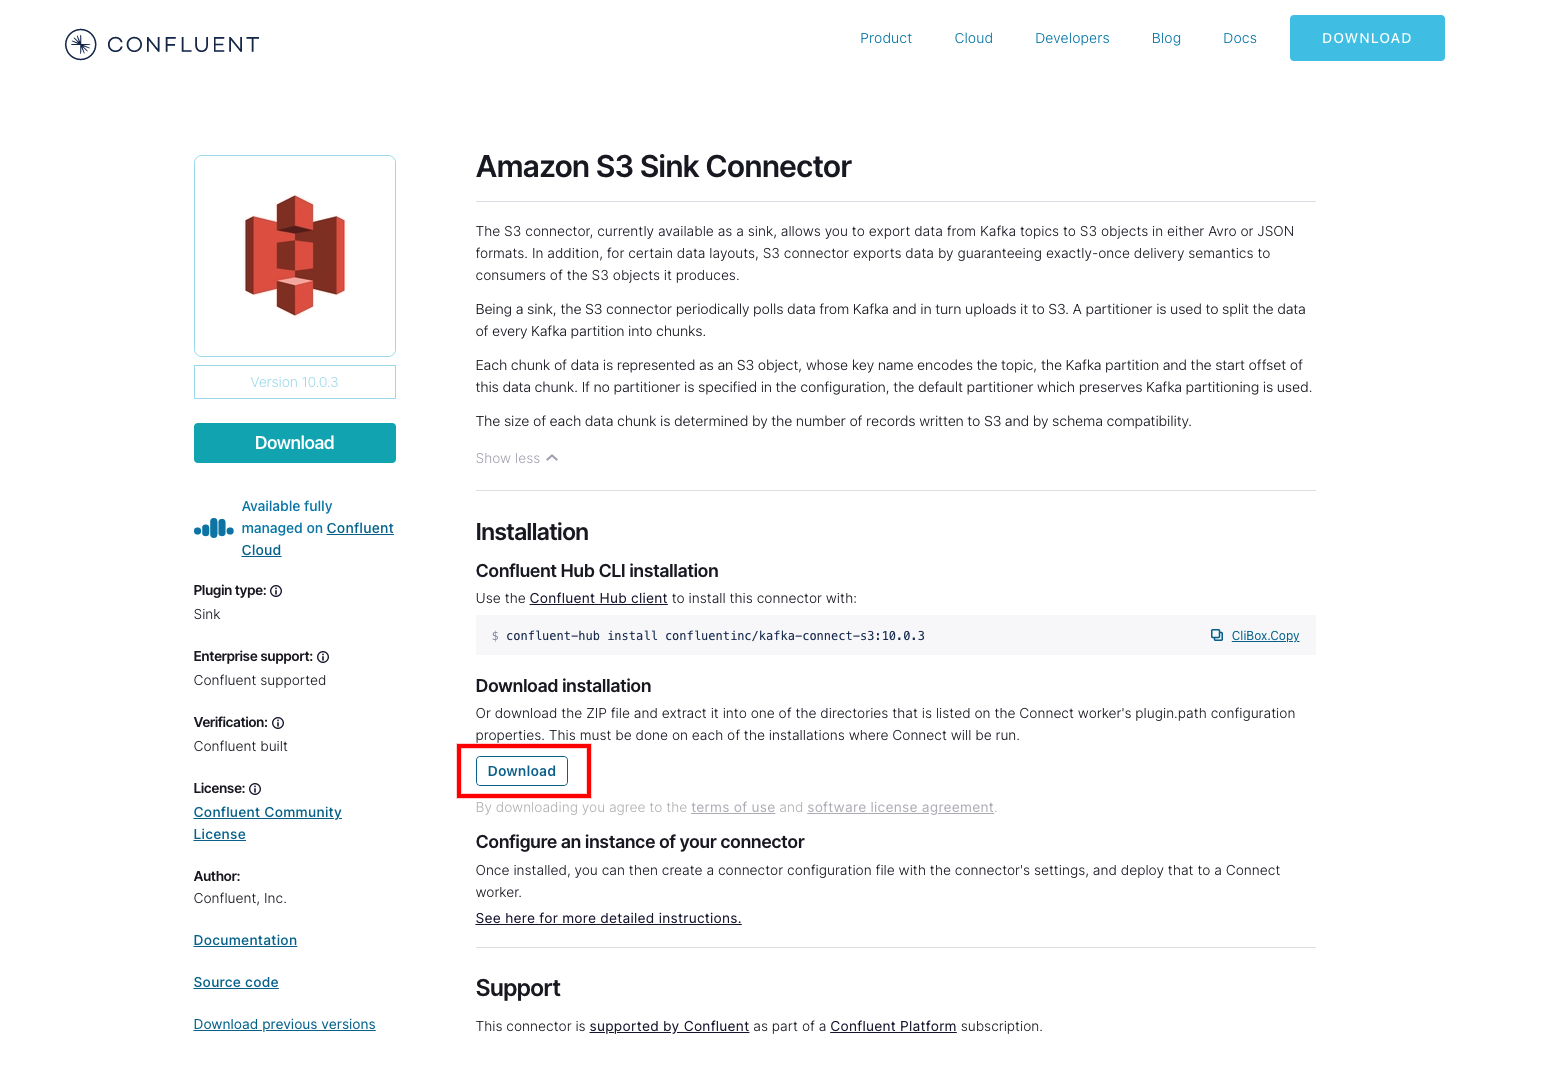 CONFLUENT
Product
Cloud
Developers
Blog
Docs
DOWNLOAD
Version 10.0.3
Download
Available fully
managed on Confluent
Cloud
Plugin type:
Sink
Enterprise support:
Confluent supported
Verification:
Confluent built
License:
Confluent Community
License
Author:
Confluent, Inc.
Documentation
Source code
Download previous versions
Amazon S3 Sink Connector
The S3 connector, currently available as a sink, allows you to export data from Kafka topics to S3 objects in either Avro or JSON
formats. In addition, for certain data layouts, S3 connector exports data by guaranteeing exactly-once delivery semantics to
consumers of the S3 objects it produces.
Being a sink, the S3 connector periodically polls data from Kafka and in turn uploads it to S3. A partitioner is used to split the data
of every Kafka partition into chunks.
Each chunk of data is represented as an S3 object, whose key name encodes the topic, the Kafka partition and the start offset of
this data chunk. If no partitioner is specified in the configuration, the default partitioner which preserves Kafka partitioning is used.
The size of each data chunk is determined by the number of records written to S3 and by schema compatibility.
Show less
Installation
Confluent Hub CLI installation
Use the Confluent Hub client to install this connector with:
$ confluent-hub install confluentinc/kafka-connect-s3:10.0.3
CliBox.Copy
Download installation
Or download the ZIP file and extract it into one of the directories that is listed on the Connect worker's plugin.path configuration
properties. This must be done on each of the installations where Connect will be run.
Download
By downloading you agree to the terms of use and software license agreement.
Configure an instance of your connector
Once installed, you can then create a connector configuration file with the connector's settings, and deploy that to a Connect
worker.
See here for more detailed instructions.
Support
This connector is supported by Confluent as part of a Confluent Platform subscription.